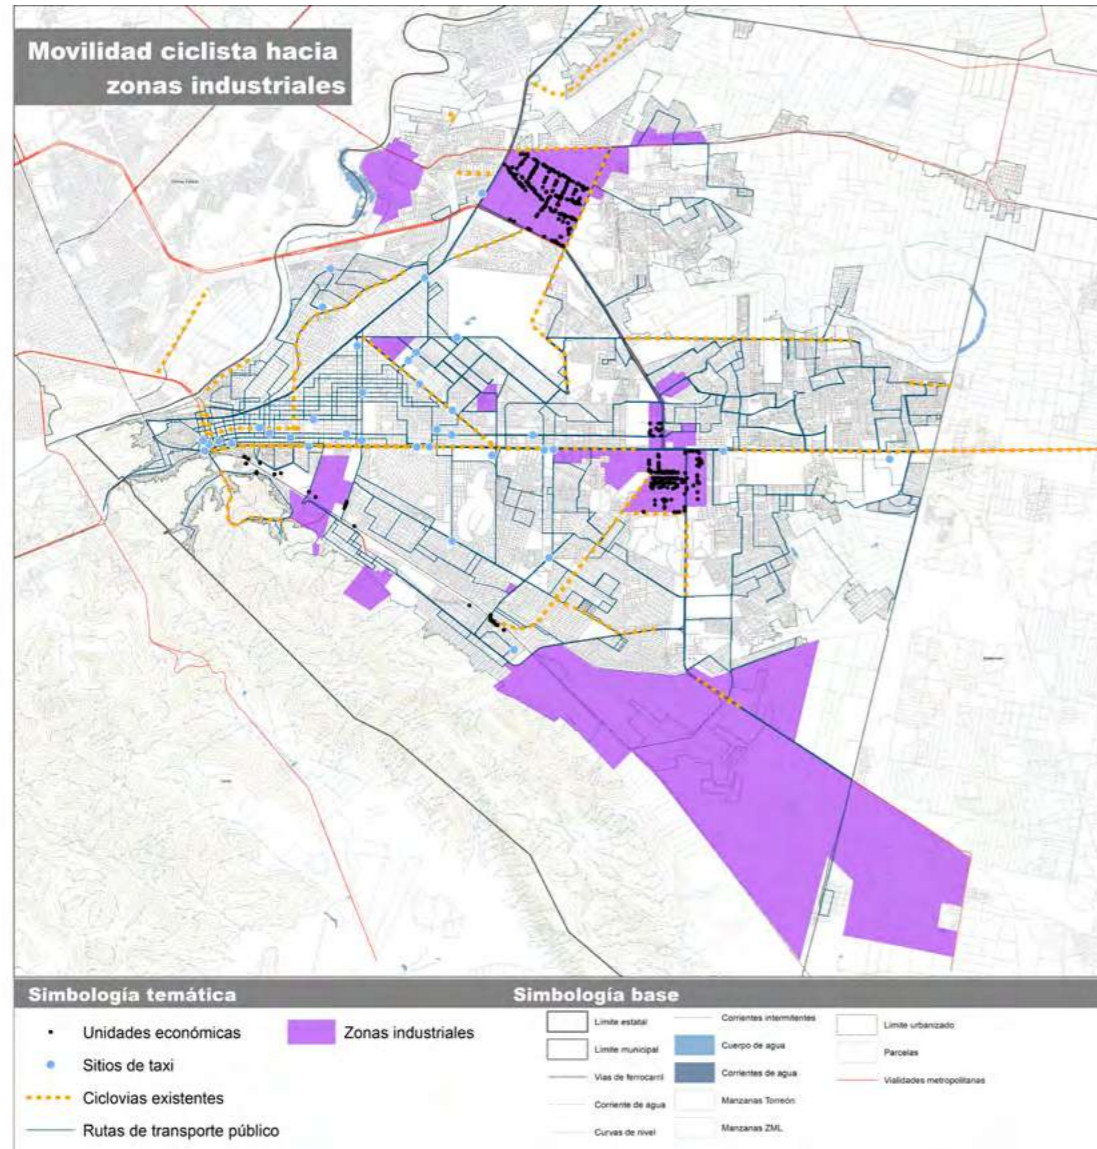 Movilidad ciclista hacia
zonas industriales
Simbología temática
Unidades económicas
Sitios de taxi
Ciclovias existentes
Rutas de transporte público
Zonas industriales
Simbología base
Límite estatal
Límite municipal
Vias de ferrocarril
Corriente de agua
Curvas de nivel
Corrientes intermitentes
Cuerpo de agua
Corrientes de agua
Manzanas Torreón
Manzanas ZML
Límite urbanizado
Parcelas
Vialidades metropolitanas